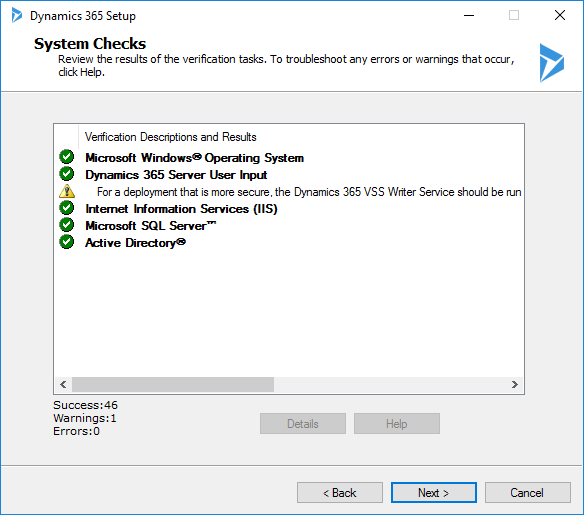 Dynamics 365 Setup
System Checks
Review the results of the verification tasks. To troubleshoot any errors or warnings that occur,
click Help.
Verification Descriptions and Results
Microsoft Windows® Operating System
Dynamics 365 Server User Input
For a deployment that is more secure, the Dynamics 365 VSS Writer Service should be run
Internet Information Services (IIS)
Microsoft SQL Server™
Active Directory®
Success:46
Warnings:1
Errors:0
Details Help
< Back Next > Cancel